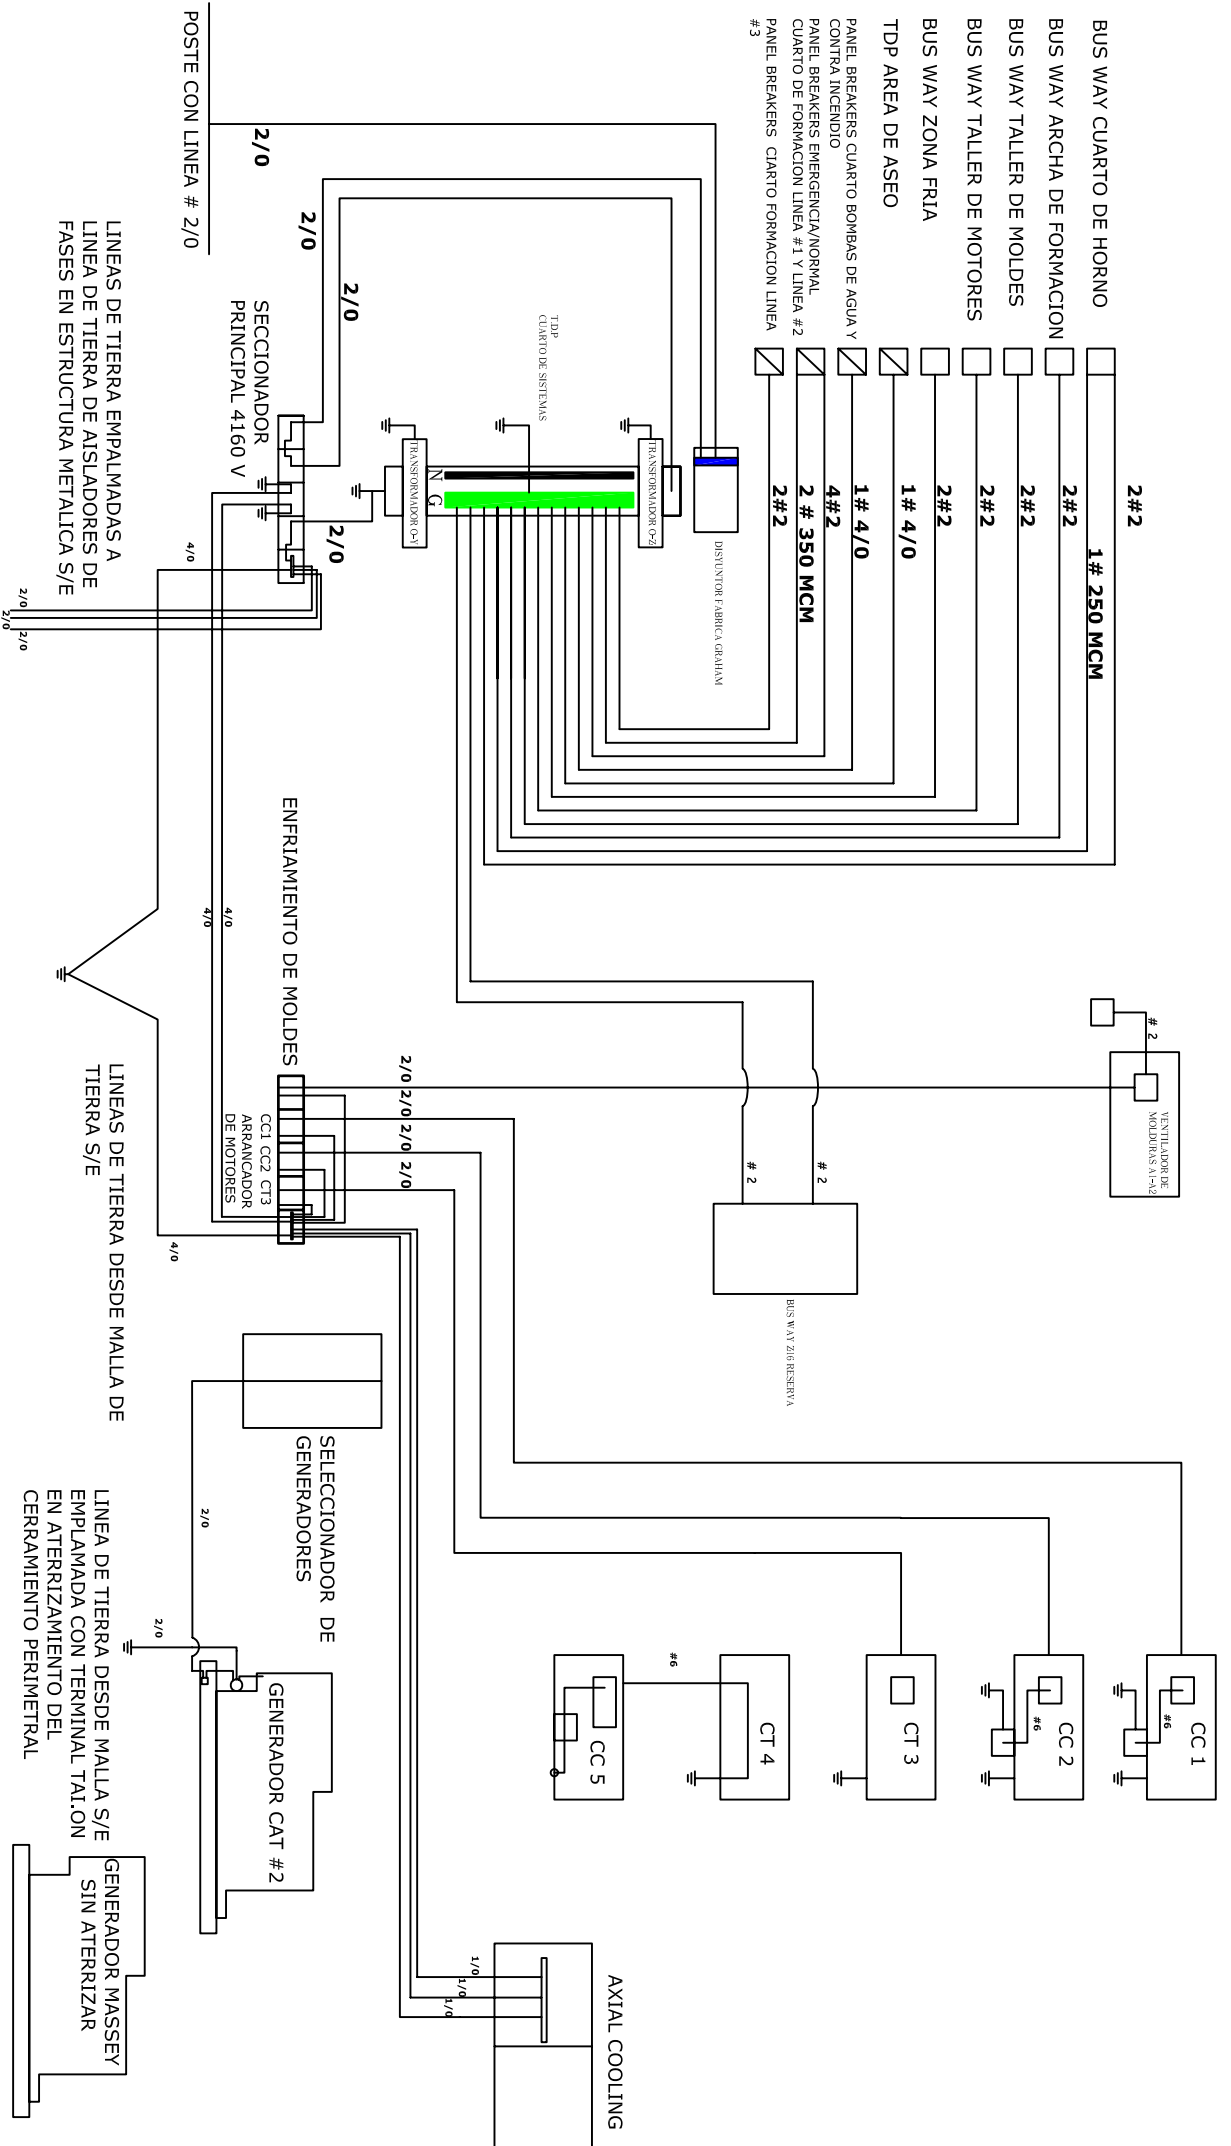 BUS WAY CUARTO DE HORNO
BUS WAY ARCHA DE FORMACION
BUS WAY TALLER DE MOLDES
BUS WAY TALLER DE MOTORES
BUS WAY ZONA FRIA
TDP AREA DE ASEO
PANEL BREAKERS CUARTO BOMBAS DE AGUA Y
CONTRA INCENDIO
PANEL BREAKERS EMERGENCIA/NORMAL
CUARTO DE FORMACION LINEA #1 Y LINEA #2
PANEL BREAKERS CIARTO FORMACION LINEA
#3
2#2
1# 250 MCM
2#2
2#2
2#2
2#2
1# 4/0
1# 4/0
4#2
2 # 350 MCM
2#2
POSTE CON LINEA # 2/0
2/0
2/0
2/0
T.D.P
CUARTO DE SISTEMAS
TRANSFORMADOR O-Z
TRANSFORMADOR O-Y
N
G
DISYUNTOR FABRICA GRAHAM
SECCIONADOR
PRINCIPAL 4160 V
2/0
4/0
LINEAS DE TIERRA EMPALMADAS A
LINEA DE TIERRA DE AISLADORES DE
FASES EN ESTRUCTURA METALICA S/E
2/0
2/0
2/0
4/0
4/0
ENFRIAMIENTO DE MOLDES
2/0 2/0 2/0 2/0
CC1 CC2 CT3
ARRANCADOR
DE MOTORES
4/0
LINEAS DE TIERRA DESDE MALLA DE
TIERRA S/E
# 2
VENTILADOR DE
MOLDURAS A1-A2
# 2
# 2
BUS WAY Z16 RESERVA
SELECCIONADOR DE
GENERADORES
2/0
2/0
LINEA DE TIERRA DESDE MALLA S/E
EMPLAMADA CON TERMINAL TAI.ON
EN ATERRIZAMIENTO DEL
CERRAMIENTO PERIMETRAL
GENERADOR CAT #2
GENERADOR MASSEY
SIN ATERRIZAR
CC 1
#6
CC 2
#6
CT 3
CT 4
#6
CC 5
AXIAL COOLING
1/0
1/0
1/0